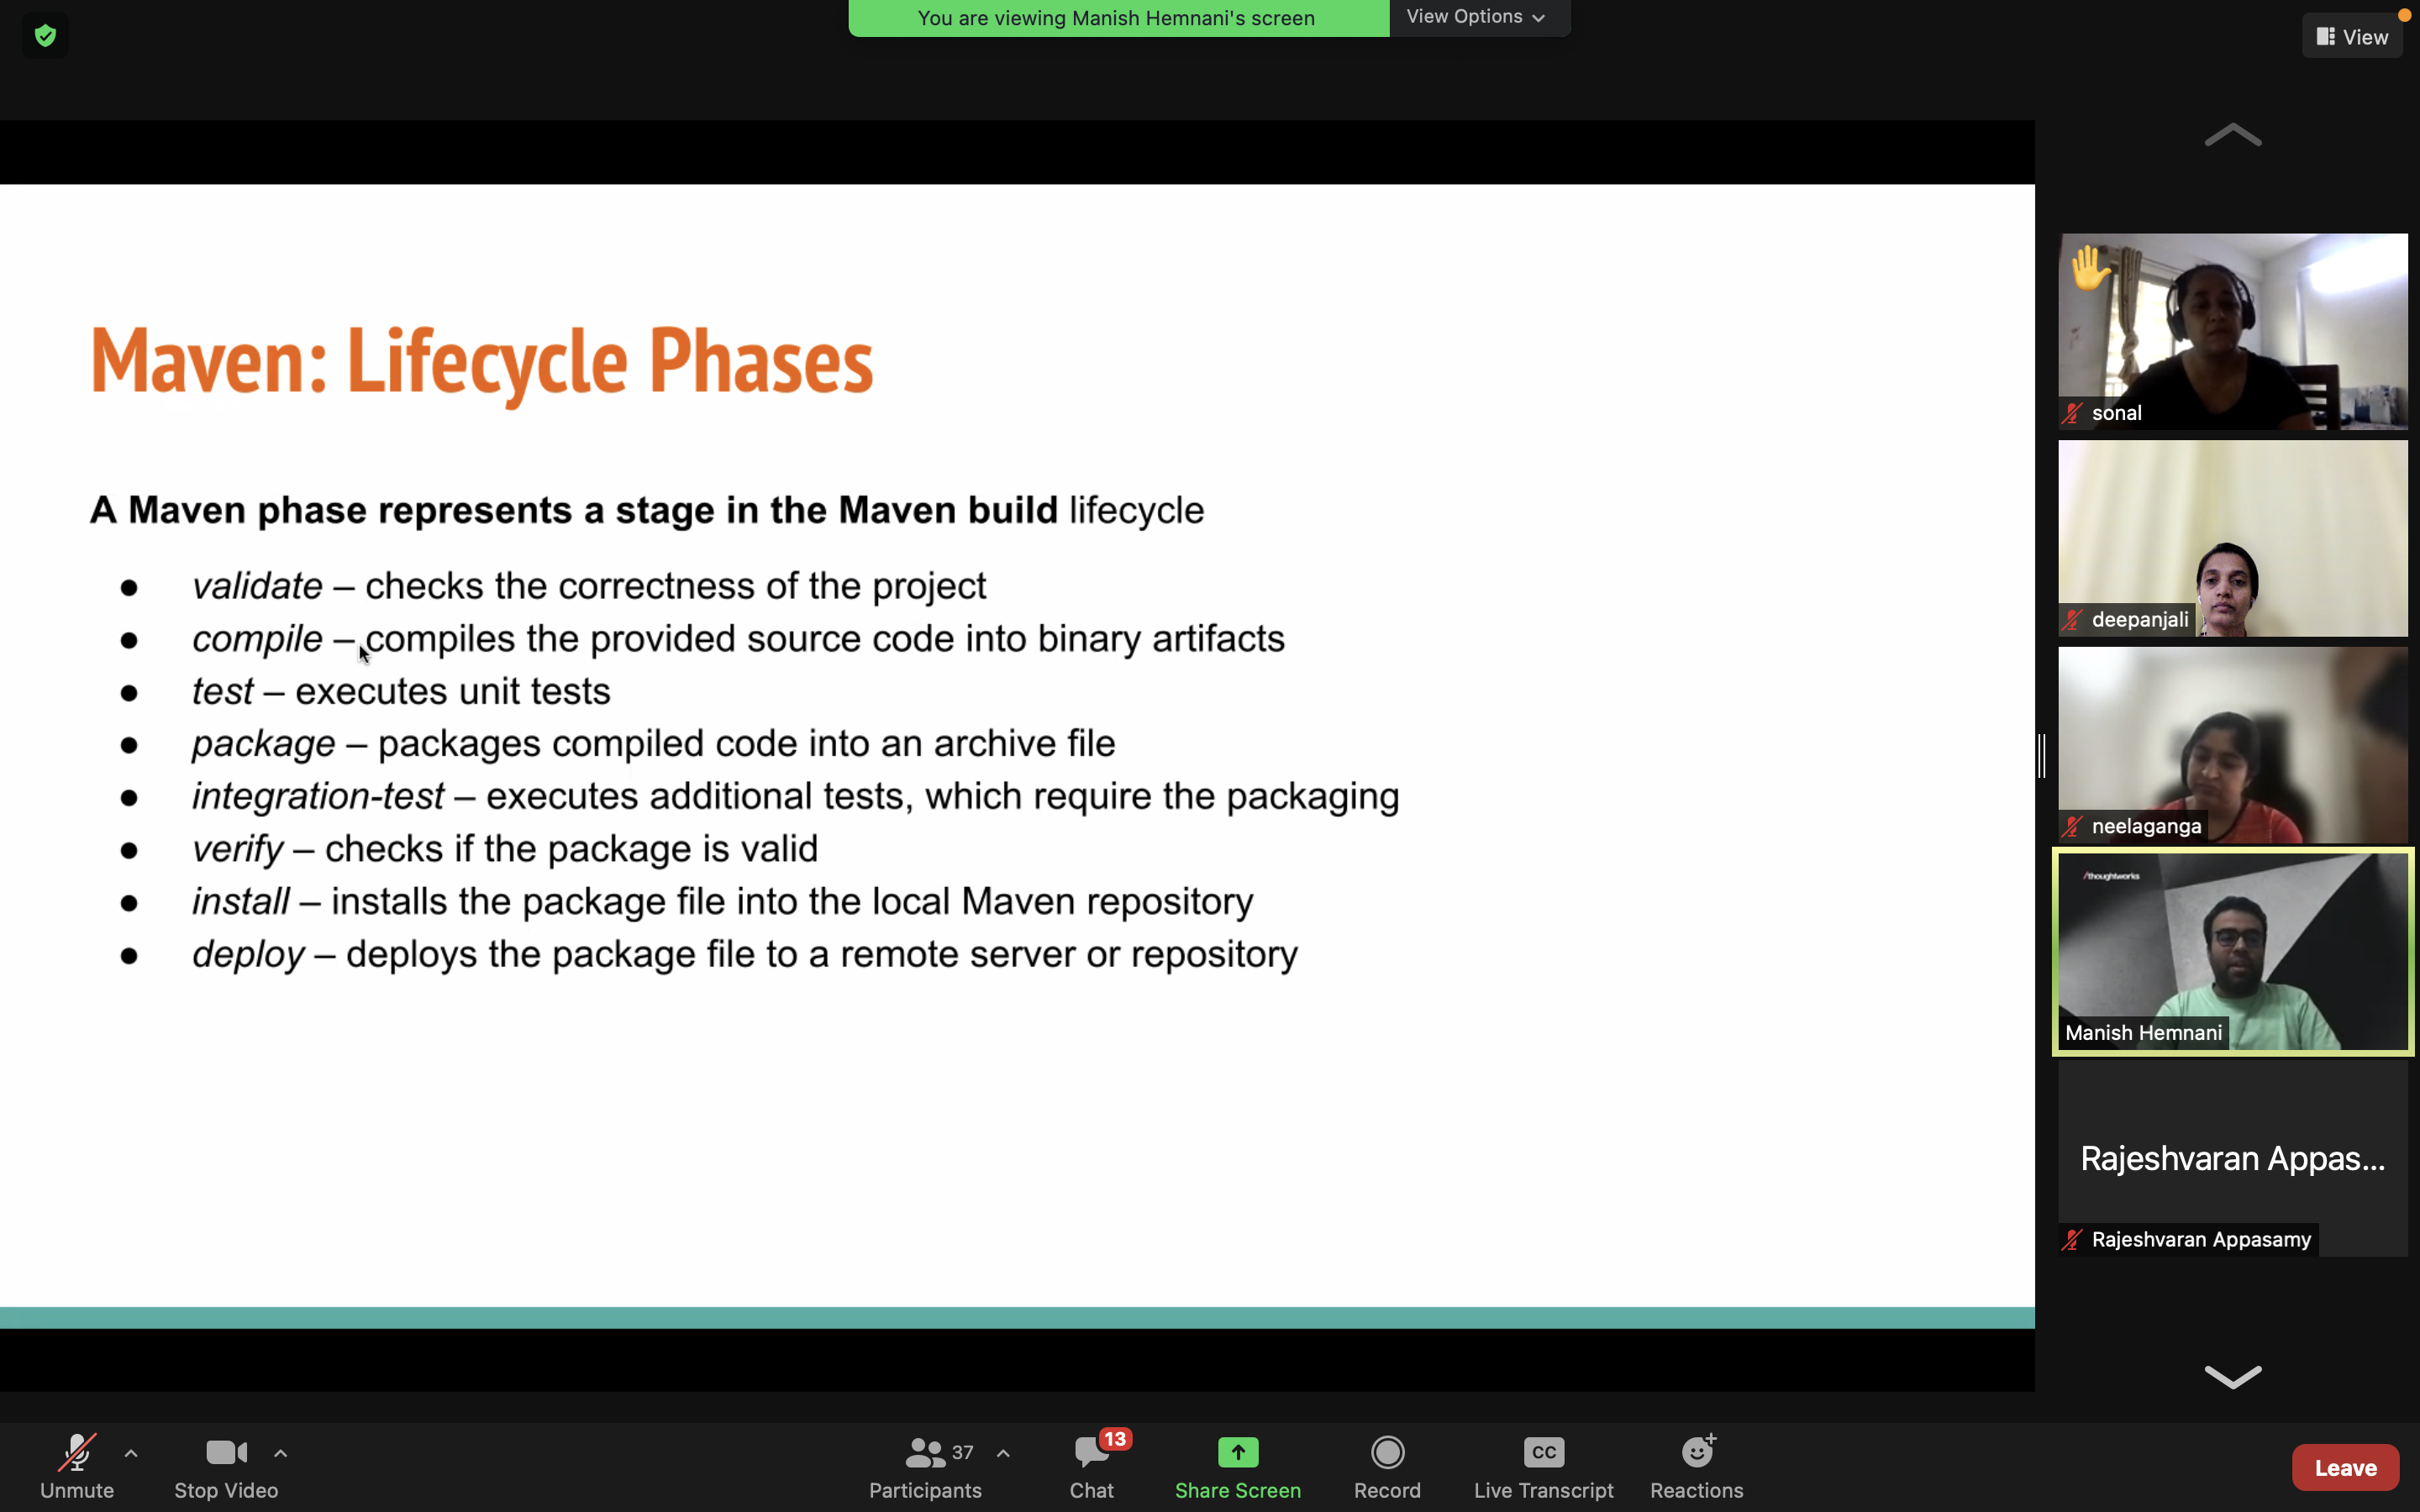 You are viewing Manish Hemnani's screen
View Options
View
Maven: Lifecycle Phases
A Maven phase represents a stage in the Maven build lifecycle
● validate – checks the correctness of the project
● compile – compiles the provided source code into binary artifacts
● test – executes unit tests
● package – packages compiled code into an archive file
● integration-test – executes additional tests, which require the packaging
● verify – checks if the package is valid
● install – installs the package file into the local Maven repository
● deploy – deploys the package file to a remote server or repository
sonal
deepanjali
neelaganga
/thoughtworks
Manish Hemnani
Rajeshvaran Appas...
Rajeshvaran Appasamy
Unmute
Stop Video
Participants
37
Chat
13
Share Screen
Record
CC
Live Transcript
Reactions
Leave